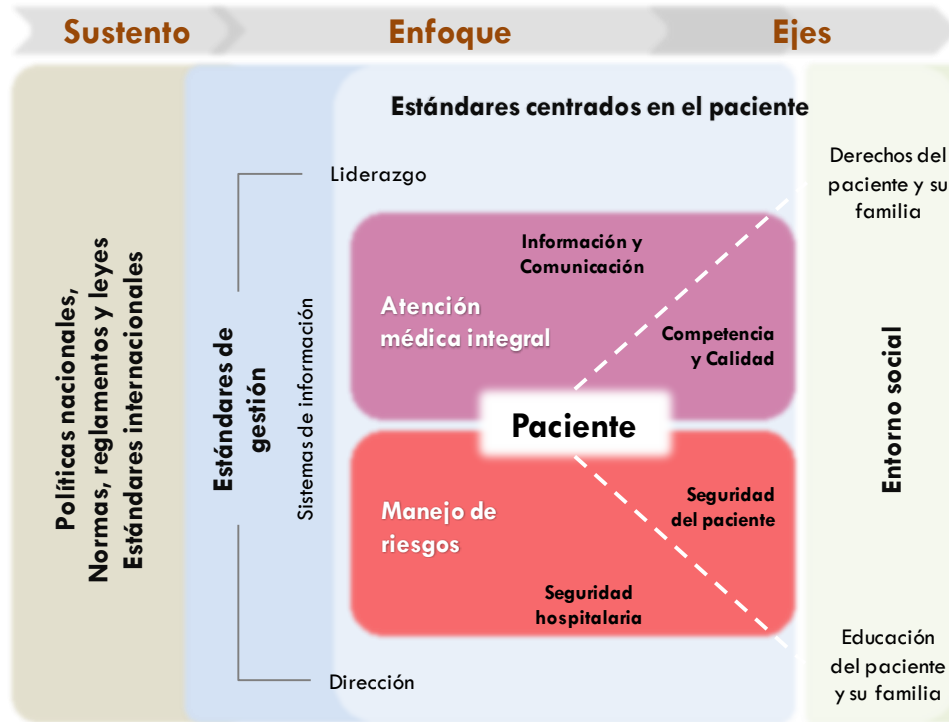 Sustento
Enfoque
Ejes
Políticas nacionales,
Normas, reglamentos y leyes
Estándares internacionales
Estándares de
gestión
Liderazgo
Sistemas de información
Dirección
Estándares centrados en el paciente
Información y
Comunicación
Atención
médica integral
Competencia
y Calidad
Paciente
Manejo de
riesgos
Seguridad
del paciente
Seguridad
hospitalaria
Derechos del
paciente y su
familia
Entorno social
Educación
del paciente
y su familia